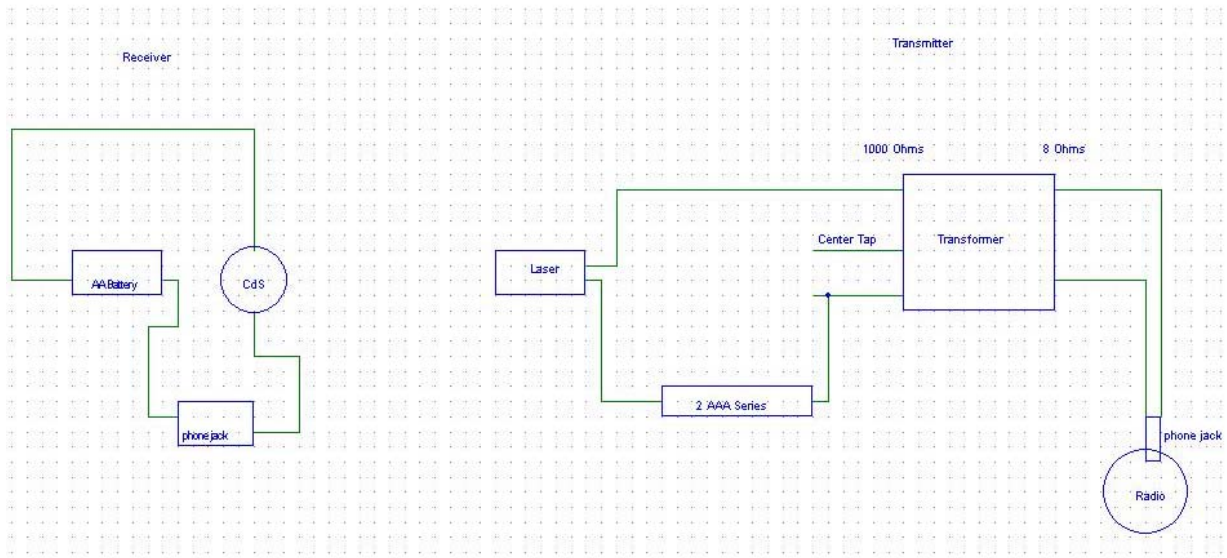 Receiver
Transmitter
1000 Ohms
8 Ohms
Center Tap
Transformer
Laser
AA Battery
CdS
2 AAA Series
phone jack
phone jack
Radio